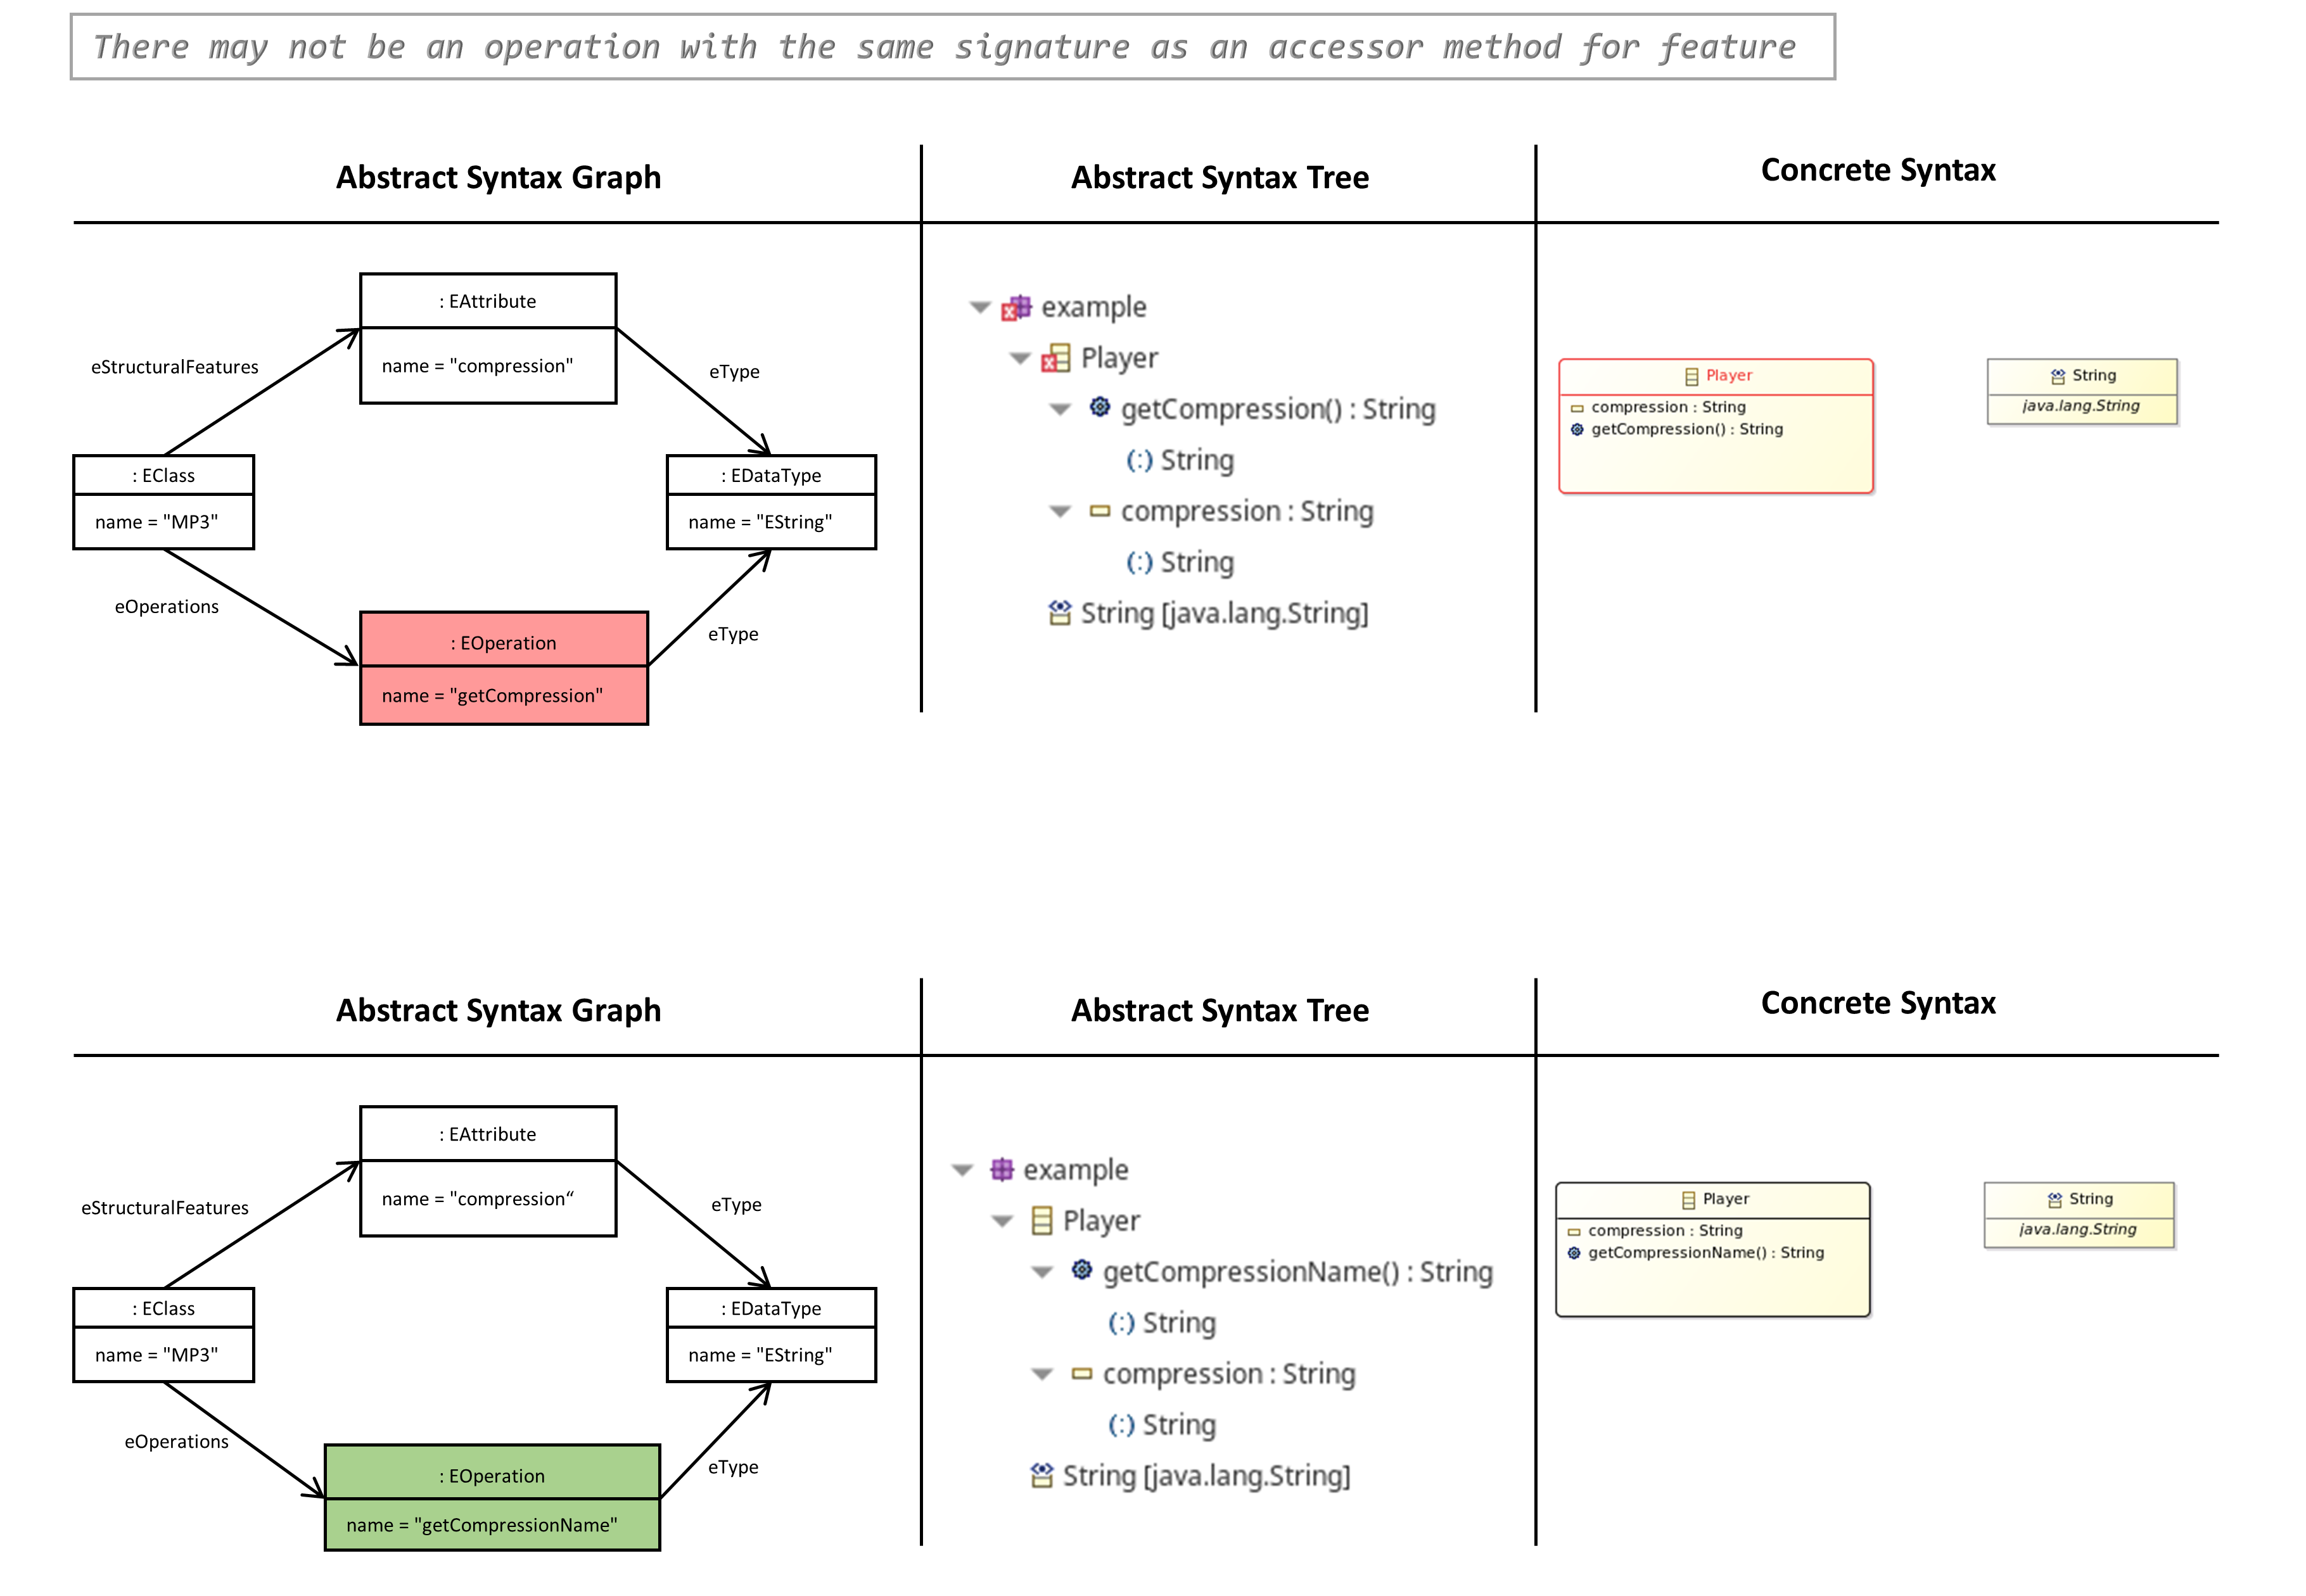 There may not be an operation with the same signature as an accessor method for feature
Abstract Syntax Graph
Abstract Syntax Tree
Concrete Syntax
: EAttribute
name = "compression"
eStructuralFeatures
eType
: EClass
name = "MP3"
: EDataType
name = "EString"
eOperations
eType
: EOperation
name = "getCompression"
example
Player
getCompression() : String
(:) String
compression : String
(:) String
String [java.lang.String]
Player
compression : String
getCompression() : String
String
java.lang.String
Abstract Syntax Graph
Abstract Syntax Tree
Concrete Syntax
: EAttribute
name = "compression“
eStructuralFeatures
eType
: EClass
name = "MP3"
: EDataType
name = "EString"
eOperations
eType
: EOperation
name = "getCompressionName"
example
Player
getCompressionName() : String
(:) String
compression : String
(:) String
String [java.lang.String]
Player
compression : String
getCompressionName() : String
String
java.lang.String